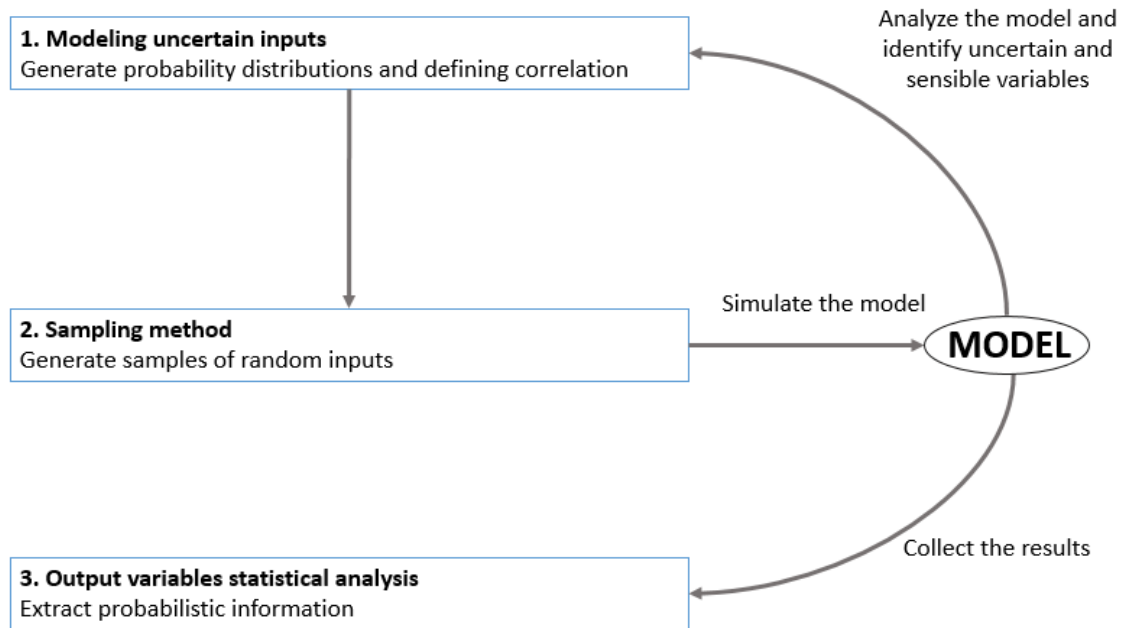 1. Modeling uncertain inputs
Generate probability distributions and defining correlation
Analyze the model and
identify uncertain and
sensible variables
2. Sampling method
Generate samples of random inputs
Simulate the model
MODEL
Collect the results
3. Output variables statistical analysis
Extract probabilistic information